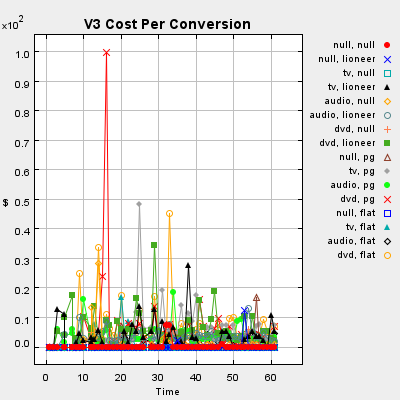 V3 Cost Per Conversion
x10^2
1.0
0.9
0.8
0.7
0.6
0.5
0.4
0.3
0.2
0.1
0.0
$
0 10 20 30 40 50 60
Time
null, null
null, lioneer
tv, null
tv, lioneer
audio, null
audio, lioneer
dvd, null
dvd, lioneer
null, pg
tv, pg
audio, pg
dvd, pg
null, flat
tv, flat
audio, flat
dvd, flat